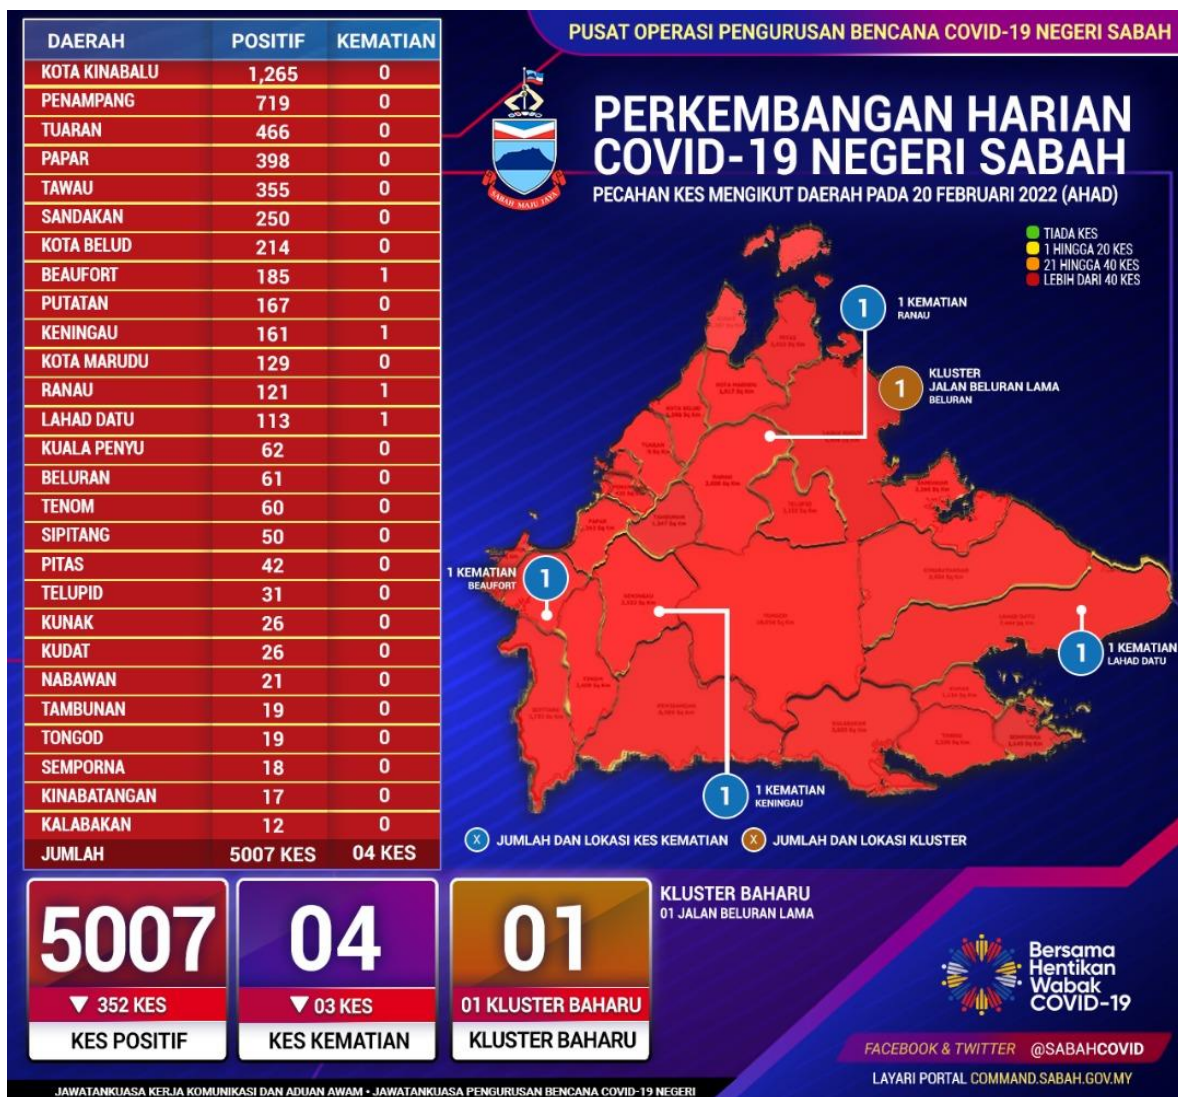 PUSAT OPERASI PENGURUSAN BENCANA COVID-19 NEGERI SABAH
PERKEMBANGAN HARIAN
COVID-19 NEGERI SABAH
PECAHAN KES MENGIKUT DAERAH PADA 20 FEBRUARI 2022 (AHAD)
SABAH MAJU JAYA
DAERAH POSITIF KEMATIAN
KOTA KINABALU 1,265 0
PENAMPANG 719 0
TUARAN 466 0
PAPAR 398 0
TAWAU 355 0
SANDAKAN 250 0
KOTA BELUD 214 0
BEAUFORT 185 1
PUTATAN 167 0
KENINGAU 161 1
KOTA MARUDU 129 0
RANAU 121 1
LAHAD DATU 113 1
KUALA PENYU 62 0
BELURAN 61 0
TENOM 60 0
SIPITANG 50 0
PITAS 42 0
TELUPID 31 0
KUNAK 26 0
KUDAT 26 0
NABAWAN 21 0
TAMBUNAN 19 0
TONGOD 19 0
SEMPORNA 18 0
KINABATANGAN 17 0
KALABAKAN 12 0
JUMLAH 5007 KES 04 KES
TIADA KES
1 HINGGA 20 KES
21 HINGGA 40 KES
LEBIH DARI 40 KES
1
1 KEMATIAN
RANAU
1
KLUSTER
JALAN BELURAN LAMA
BELURAN
1 KEMATIAN
BEAUFORT
1
1
1 KEMATIAN
LAHAD DATU
1
1 KEMATIAN
KENINGAU
X JUMLAH DAN LOKASI KES KEMATIAN
X JUMLAH DAN LOKASI KLUSTER
5007
▼ 352 KES
KES POSITIF
04
▼ 03 KES
KES KEMATIAN
01
01 KLUSTER BAHARU
KLUSTER BAHARU
KLUSTER BAHARU
01 JALAN BELURAN LAMA
Bersama
Hentikan
Wabak
COVID-19
FACEBOOK & TWITTER @SABAHCOVID
LAYARI PORTAL COMMAND.SABAH.GOV.MY
JAWATANKUASA KERJA KOMUNIKASI DAN ADUAN AWAM • JAWATANKUASA PENGURUSAN BENCANA COVID-19 NEGERI